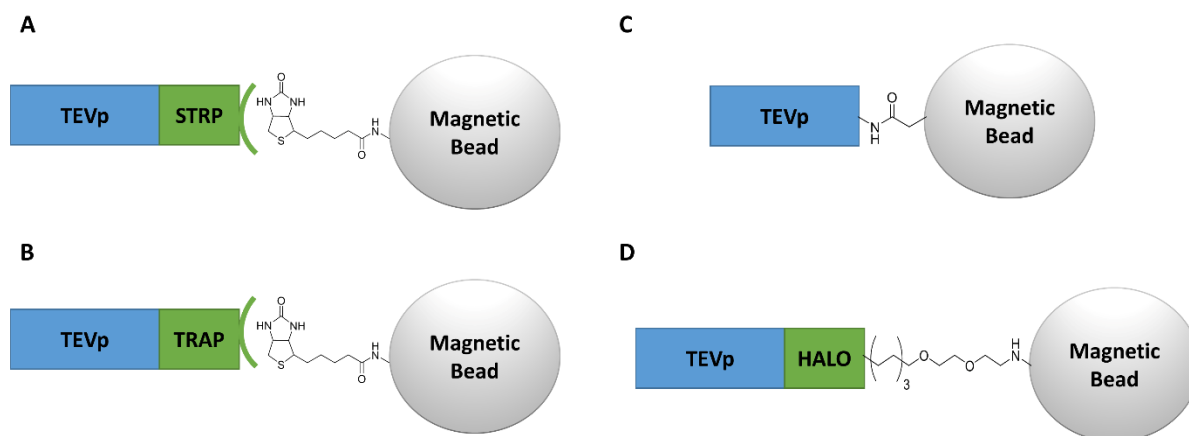 A
TEVp
STRP
O
HN
NH
S
O
H
N
Magnetic
Bead
B
TEVp
TRAP
O
HN
NH
S
O
H
N
Magnetic
Bead
C
TEVp
N
H
O
Magnetic
Bead
D
TEVp
HALO
3
O
O
H
N
Magnetic
Bead